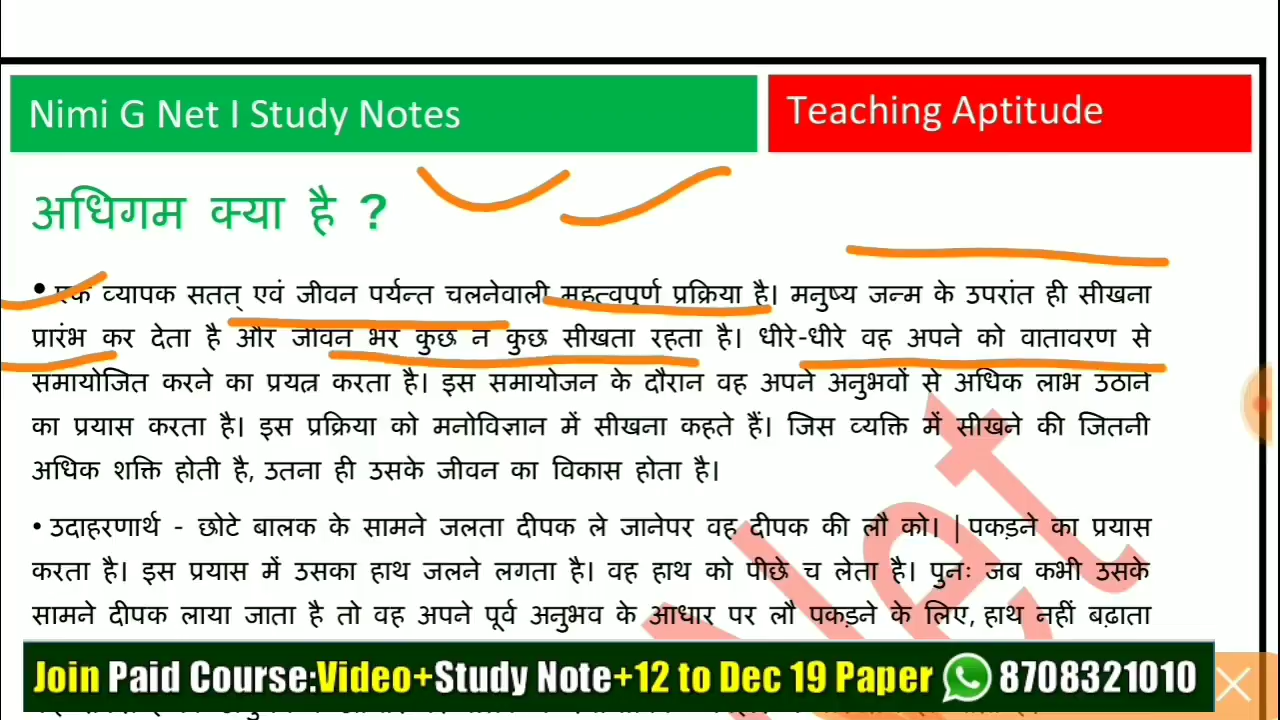 Nimi G Net I Study Notes
Teaching Aptitude
अधिगम क्या है ?
• एक व्यापक सतत् एवं जीवन पर्यन्त चलनेवाली महत्वपूर्ण प्रक्रिया है। मनुष्य जन्म के उपरांत ही सीखना
प्रारंभ कर देता है और जीवन भर कुछ न कुछ सीखता रहता है। धीरे-धीरे वह अपने को वातावरण से
समायोजित करने का प्रयत्न करता है। इस समायोजन के दौरान वह अपने अनुभवों से अधिक लाभ उठाने
का प्रयास करता है। इस प्रक्रिया को मनोविज्ञान में सीखना कहते हैं। जिस व्यक्ति में सीखने की जितनी
अधिक शक्ति होती है, उतना ही उसके जीवन का विकास होता है।
• उदाहरणार्थ - छोटे बालक के सामने जलता दीपक ले जानेपर वह दीपक की लौ को। | पकड़ने का प्रयास
करता है। इस प्रयास में उसका हाथ जलने लगता है। वह हाथ को पीछे च लेता है। पुनः जब कभी उसके
सामने दीपक लाया जाता है तो वह अपने पूर्व अनुभव के आधार पर लौ पकड़ने के लिए, हाथ नहीं बढ़ाता
Join Paid Course:Video+Study Note+12 to Dec 19 Paper 8708321010
Net